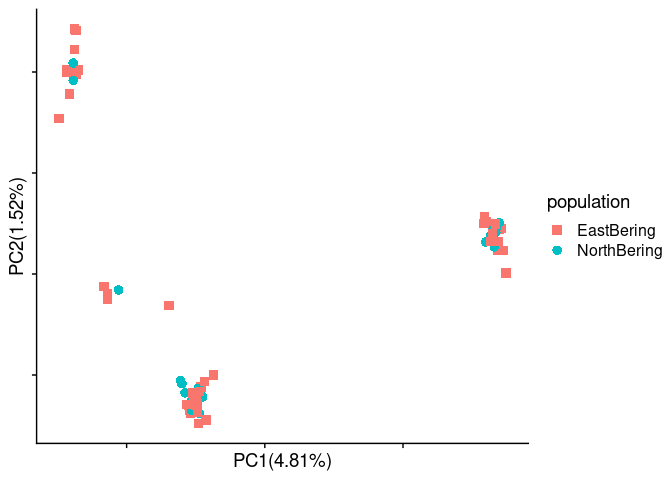 PC2(1.52%)
PC1(4.81%)
population
EastBering
NorthBering